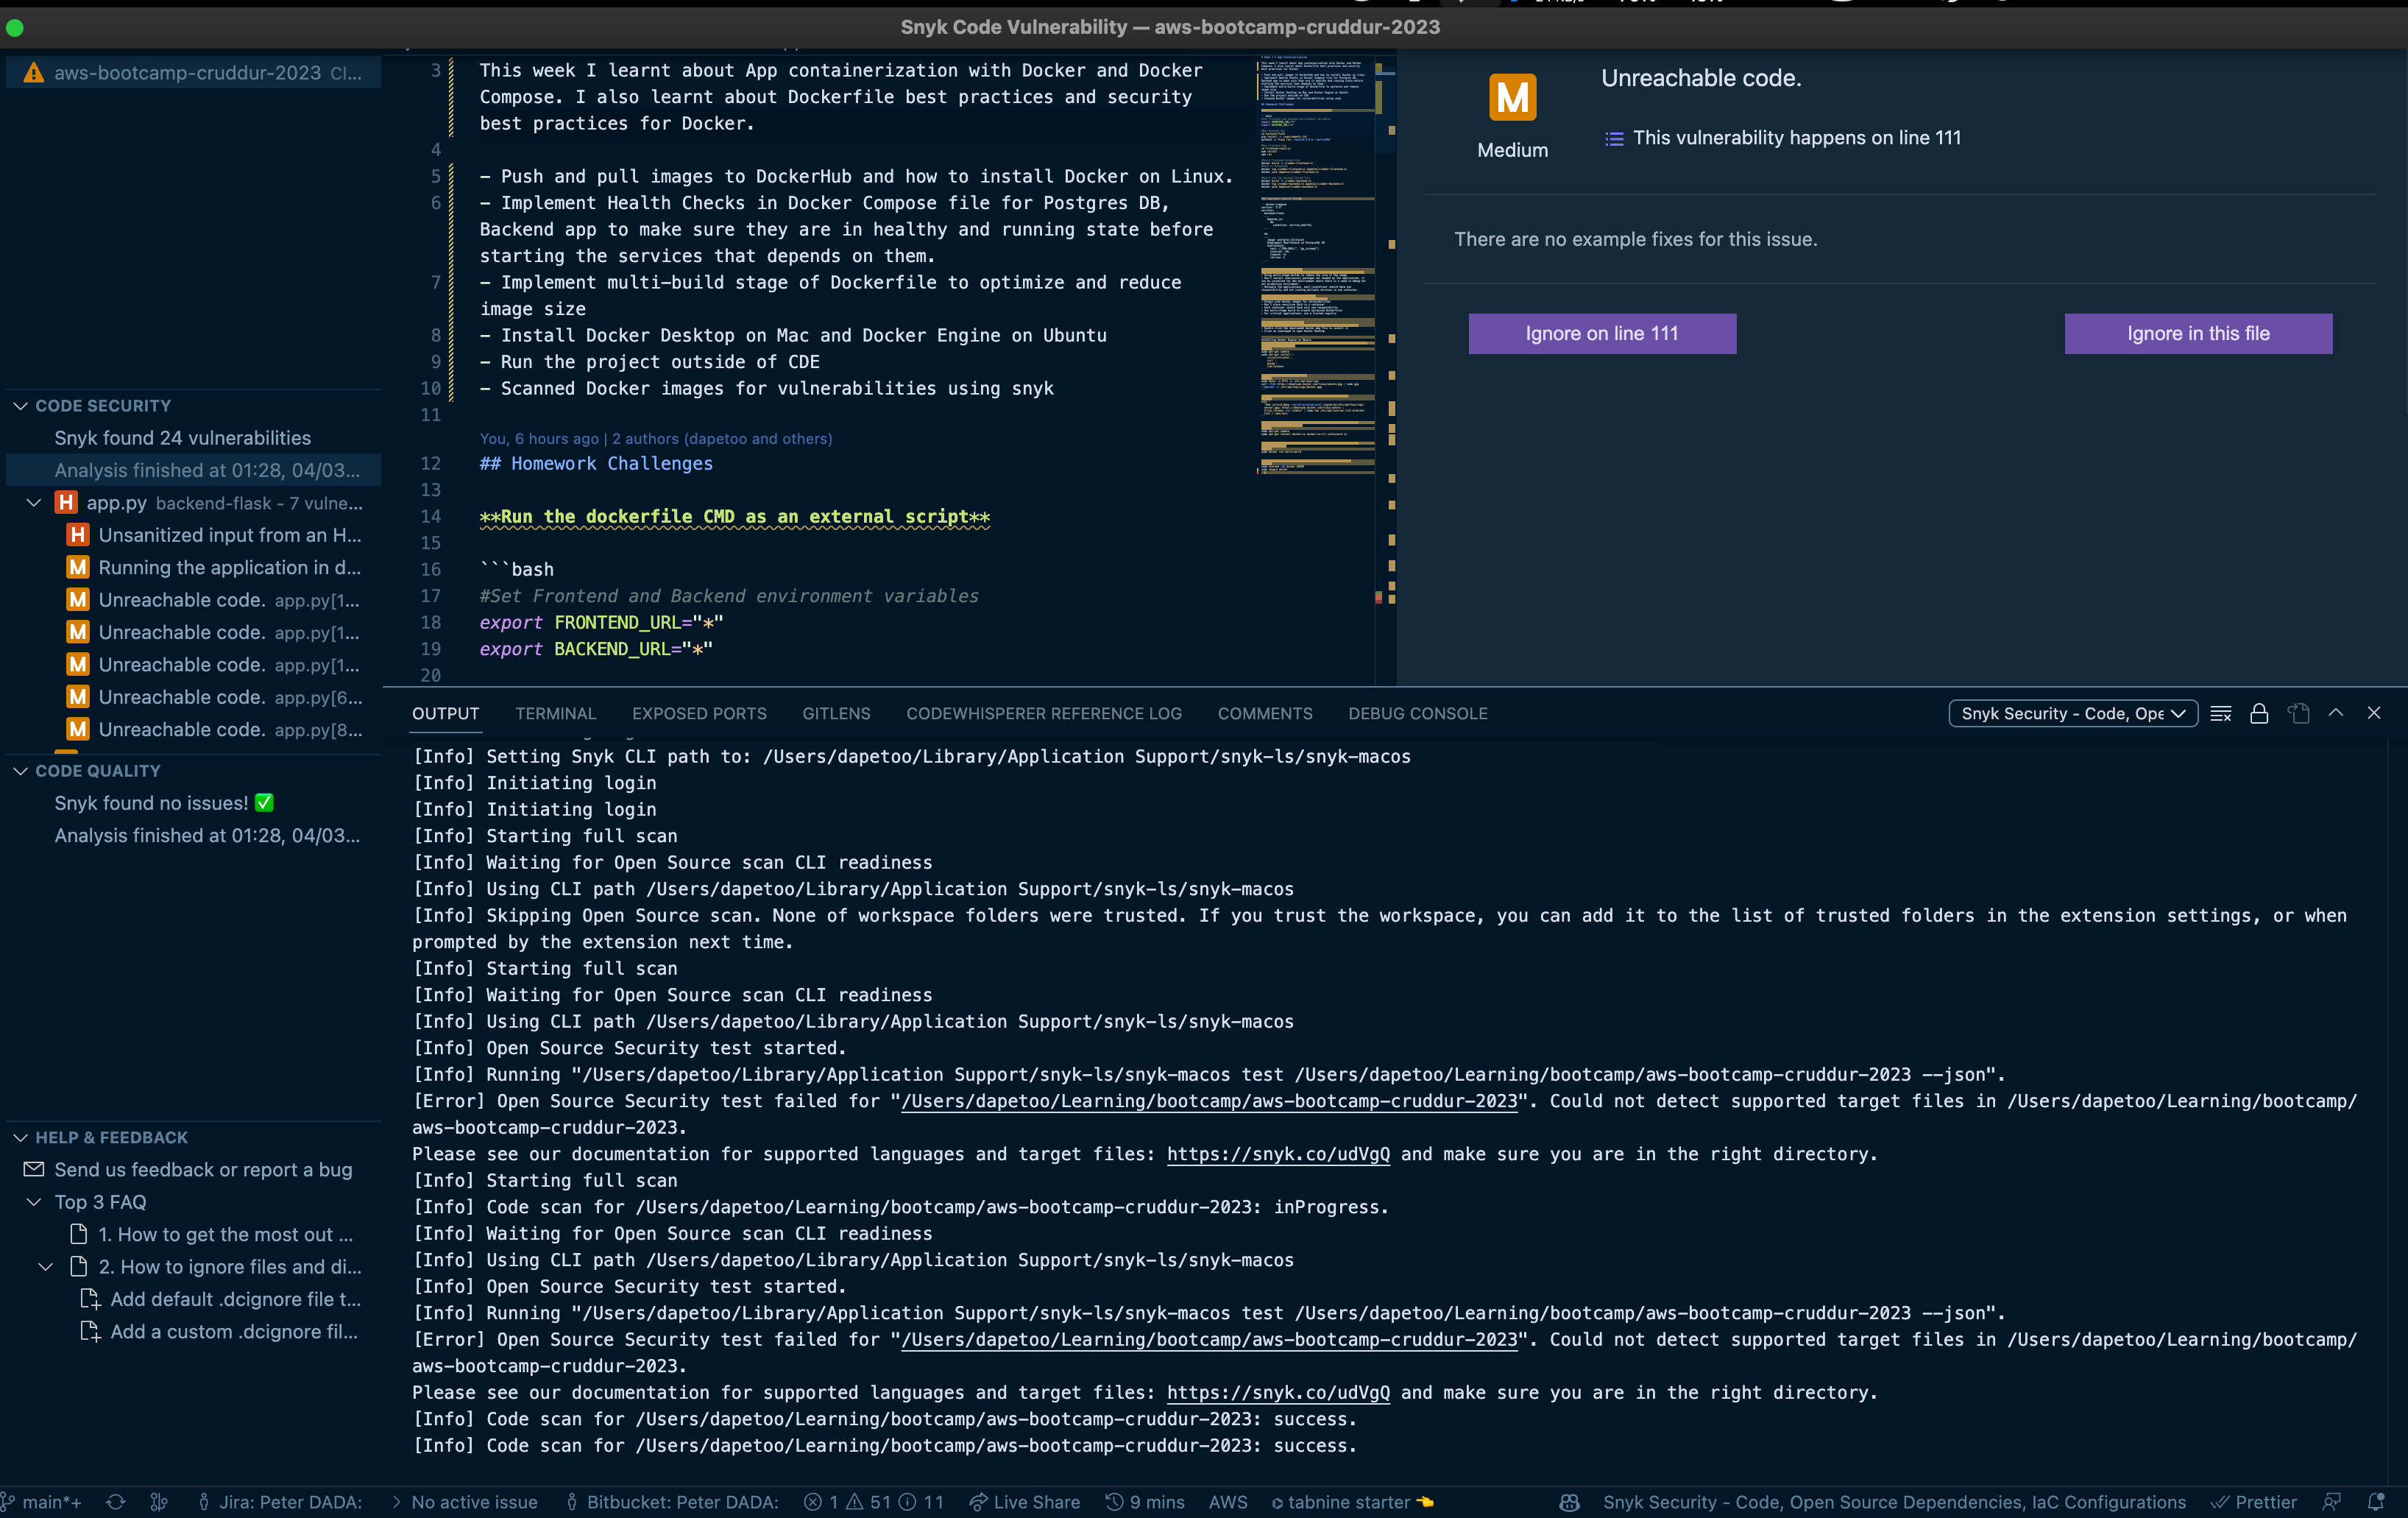 Snyk Code Vulnerability — aws-bootcamp-cruddur-2023
aws-bootcamp-cruddur-2023 Cl...
CODE SECURITY
Snyk found 24 vulnerabilities
Analysis finished at 01:28, 04/03...
H app.py backend-flask - 7 vulne...
H Unsanitized input from an H...
M Running the application in d...
M Unreachable code. app.py[1...
M Unreachable code. app.py[1...
M Unreachable code. app.py[1...
M Unreachable code. app.py[6...
M Unreachable code. app.py[8...
CODE QUALITY
Snyk found no issues! ✅
Analysis finished at 01:28, 04/03...
HELP & FEEDBACK
Send us feedback or report a bug
Top 3 FAQ
1. How to get the most out ...
2. How to ignore files and di...
Add default .dcignore file t...
Add a custom .dcignore fil...
3 This week I learnt about App containerization with Docker and Docker
Compose. I also learnt about Dockerfile best practices and security
best practices for Docker.
4
5 - Push and pull images to DockerHub and how to install Docker on Linux.
6 - Implement Health Checks in Docker Compose file for Postgres DB,
Backend app to make sure they are in healthy and running state before
starting the services that depends on them.
7 - Implement multi-build stage of Dockerfile to optimize and reduce
image size
8 - Install Docker Desktop on Mac and Docker Engine on Ubuntu
9 - Run the project outside of CDE
10 - Scanned Docker images for vulnerabilities using snyk
11
You, 6 hours ago | 2 authors (dapetoo and others)
12 ## Homework Challenges
13
14 **Run the dockerfile CMD as an external script**
15
16 ```bash
17 #Set Frontend and Backend environment variables
18 export FRONTEND_URL="*"
19 export BACKEND_URL="*"
20
M
Medium
Unreachable code.
This vulnerability happens on line 111
There are no example fixes for this issue.
Ignore on line 111
Ignore in this file
OUTPUT TERMINAL EXPOSED PORTS GITLENS CODEWHISPERER REFERENCE LOG COMMENTS DEBUG CONSOLE
Snyk Security - Code, Ope
[Info] Setting Snyk CLI path to: /Users/dapetoo/Library/Application Support/snyk-ls/snyk-macos
[Info] Initiating login
[Info] Initiating login
[Info] Starting full scan
[Info] Waiting for Open Source scan CLI readiness
[Info] Using CLI path /Users/dapetoo/Library/Application Support/snyk-ls/snyk-macos
[Info] Skipping Open Source scan. None of workspace folders were trusted. If you trust the workspace, you can add it to the list of trusted folders in the extension settings, or when
prompted by the extension next time.
[Info] Starting full scan
[Info] Waiting for Open Source scan CLI readiness
[Info] Using CLI path /Users/dapetoo/Library/Application Support/snyk-ls/snyk-macos
[Info] Open Source Security test started.
[Info] Running "/Users/dapetoo/Library/Application Support/snyk-ls/snyk-macos test /Users/dapetoo/Learning/bootcamp/aws-bootcamp-cruddur-2023 --json".
[Error] Open Source Security test failed for "/Users/dapetoo/Learning/bootcamp/aws-bootcamp-cruddur-2023". Could not detect supported target files in /Users/dapetoo/Learning/bootcamp/
aws-bootcamp-cruddur-2023.
Please see our documentation for supported languages and target files: https://snyk.co/udVgQ and make sure you are in the right directory.
[Info] Starting full scan
[Info] Code scan for /Users/dapetoo/Learning/bootcamp/aws-bootcamp-cruddur-2023: inProgress.
[Info] Waiting for Open Source scan CLI readiness
[Info] Using CLI path /Users/dapetoo/Library/Application Support/snyk-ls/snyk-macos
[Info] Open Source Security test started.
[Info] Running "/Users/dapetoo/Library/Application Support/snyk-ls/snyk-macos test /Users/dapetoo/Learning/bootcamp/aws-bootcamp-cruddur-2023 --json".
[Error] Open Source Security test failed for "/Users/dapetoo/Learning/bootcamp/aws-bootcamp-cruddur-2023". Could not detect supported target files in /Users/dapetoo/Learning/bootcamp/
aws-bootcamp-cruddur-2023.
Please see our documentation for supported languages and target files: https://snyk.co/udVgQ and make sure you are in the right directory.
[Info] Code scan for /Users/dapetoo/Learning/bootcamp/aws-bootcamp-cruddur-2023: success.
[Info] Code scan for /Users/dapetoo/Learning/bootcamp/aws-bootcamp-cruddur-2023: success.
main*+ Jira: Peter DADA: No active issue Bitbucket: Peter DADA: 1 51 11 Live Share 9 mins AWS tabnine starter Snyk Security - Code, Open Source Dependencies, IaC Configurations Prettier